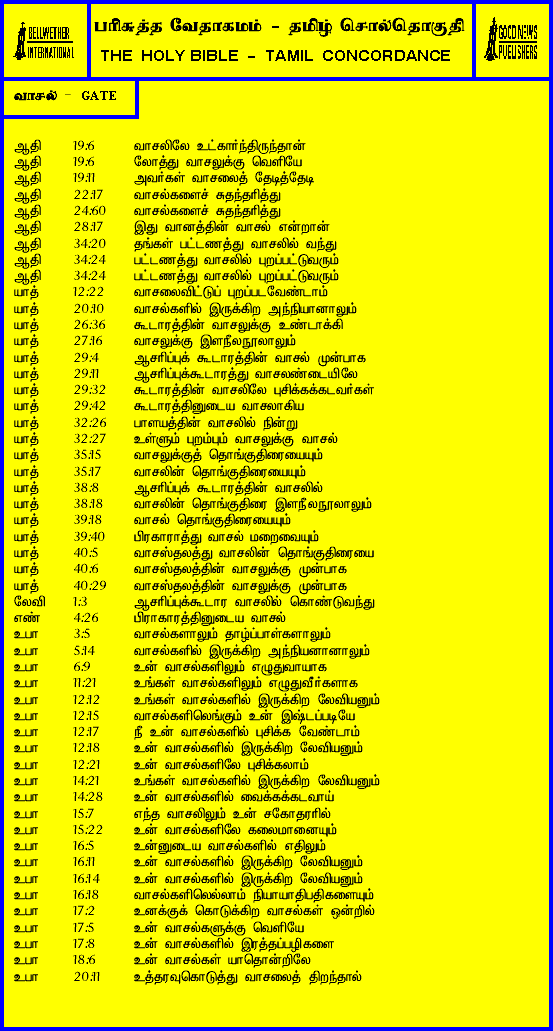 BELLWETHER
INTERNATIONAL
பரிசுத்த வேதாகமம் - தமிழ் சொல்தொகுதி
THE HOLY BIBLE - TAMIL CONCORDANCE
GOOD NEWS
PUBLISHERS
வாசல் - GATE
ஆதி 19:6 வாசலிலே உட்கார்ந்திருந்தான்
ஆதி 19:6 லோத்து வாசலுக்கு வெளியே
ஆதி 19:11 அவர்கள் வாசலைத் தேடித்தேடி
ஆதி 22:17 வாசல்களைச் சுதந்தரித்து
ஆதி 24:60 வாசல்களைச் சுதந்தரித்து
ஆதி 28:17 இது வானத்தின் வாசல் என்றான்
ஆதி 34:20 தங்கள் பட்டணத்து வாசலில் வந்து
ஆதி 34:24 பட்டணத்து வாசலில் புறப்பட்டுவரும்
ஆதி 34:24 பட்டணத்து வாசலில் புறப்பட்டுவரும்
யாத் 12:22 வாசலைவிட்டுப் புறப்படவேண்டாம்
யாத் 20:10 வாசல்களில் இருக்கிற அந்நியானாலும்
யாத் 26:36 கூடாரத்தின் வாசலுக்கு உண்டாக்கி
யாத் 27:16 வாசலுக்கு இளநீலநூலாலும்
யாத் 29:4 ஆசரிப்புக் கூடாரத்தின் வாசல் முன்பாக
யாத் 29:11 ஆசரிப்புக்கூடாரத்து வாசலண்டையிலே
யாத் 29:32 கூடாரத்தின் வாசலிலே புசிக்கக்கடவர்கள்
யாத் 29:42 கூடாரத்தினுடைய வாசலாகிய
யாத் 32:26 பாளயத்தின் வாசலில் நின்று
யாத் 32:27 உள்ளும் புறம்பும் வாசலுக்கு வாசல்
யாத் 35:15 வாசலுக்குத் தொங்குதிரையையும்
யாத் 35:17 வாசலின் தொங்குதிரையையும்
யாத் 38:8 ஆசரிப்புக் கூடாரத்தின் வாசலில்
யாத் 38:18 வாசலின் தொங்குதிரை இளநீலநூலாலும்
யாத் 39:18 வாசல் தொங்குதிரையையும்
யாத் 39:40 பிரகாராத்து வாசல் மறைவையும்
யாத் 40:5 வாசஸ்தலத்து வாசலின் தொங்குதிரையை
யாத் 40:6 வாசஸ்தலத்தின் வாசலுக்கு முன்பாக
யாத் 40:29 வாசஸ்தலத்தின் வாசலுக்கு முன்பாக
லேவி 1:3 ஆசரிப்புக்கூடார வாசலில் கொண்டுவந்து
எண் 4:26 பிராகாரத்தினுடைய வாசல்
உபா 3:5 வாசல்களாலும் தாழ்ப்பாள்களாலும்
உபா 5:14 வாசல்களில் இருக்கிற அந்நியனானாலும்
உபா 6:9 உன் வாசல்களிலும் எழுதுவாயாக
உபா 11:21 உங்கள் வாசல்களிலும் எழுதுவீர்களாக
உபா 12:12 உங்கள் வாசல்களில் இருக்கிற லேவியனும்
உபா 12:15 வாசல்களிலெங்கும் உன் இஷ்டப்படியே
உபா 12:17 நீ உன் வாசல்களில் புசிக்க வேண்டாம்
உபா 12:18 உன் வாசல்களில் இருக்கிற லேவியனும்
உபா 12:21 உன் வாசல்களிலே புசிக்கலாம்
உபா 14:21 உங்கள் வாசல்களில் இருக்கிற லேவியனும்
உபா 14:28 உன் வாசல்களில் வைக்கக்கடவாய்
உபா 15:7 எந்த வாசலிலும் உன் சகோதரரில்
உபா 15:22 உன் வாசல்களிலே கலைமானையும்
உபா 16:5 உன்னுடைய வாசல்களில் எதிலும்
உபா 16:11 உன் வாசல்களில் இருக்கிற லேவியனும்
உபா 16:14 உன் வாசல்களில் இருக்கிற லேவியனும்
உபா 16:18 வாசல்களிலெல்லாம் நியாயாதிபதிகளையும்
உபா 17:2 உனக்குக் கொடுக்கிற வாசல்கள் ஒன்றில்
உபா 17:5 உன் வாசல்களுக்கு வெளியே
உபா 17:8 உன் வாசல்களில் இரத்தப்பழிகளை
உபா 18:6 உன் வாசல்கள் யாதொன்றிலே
உபா 20:11 உத்தரவுகொடுத்து வாசலைத் திறந்தால்